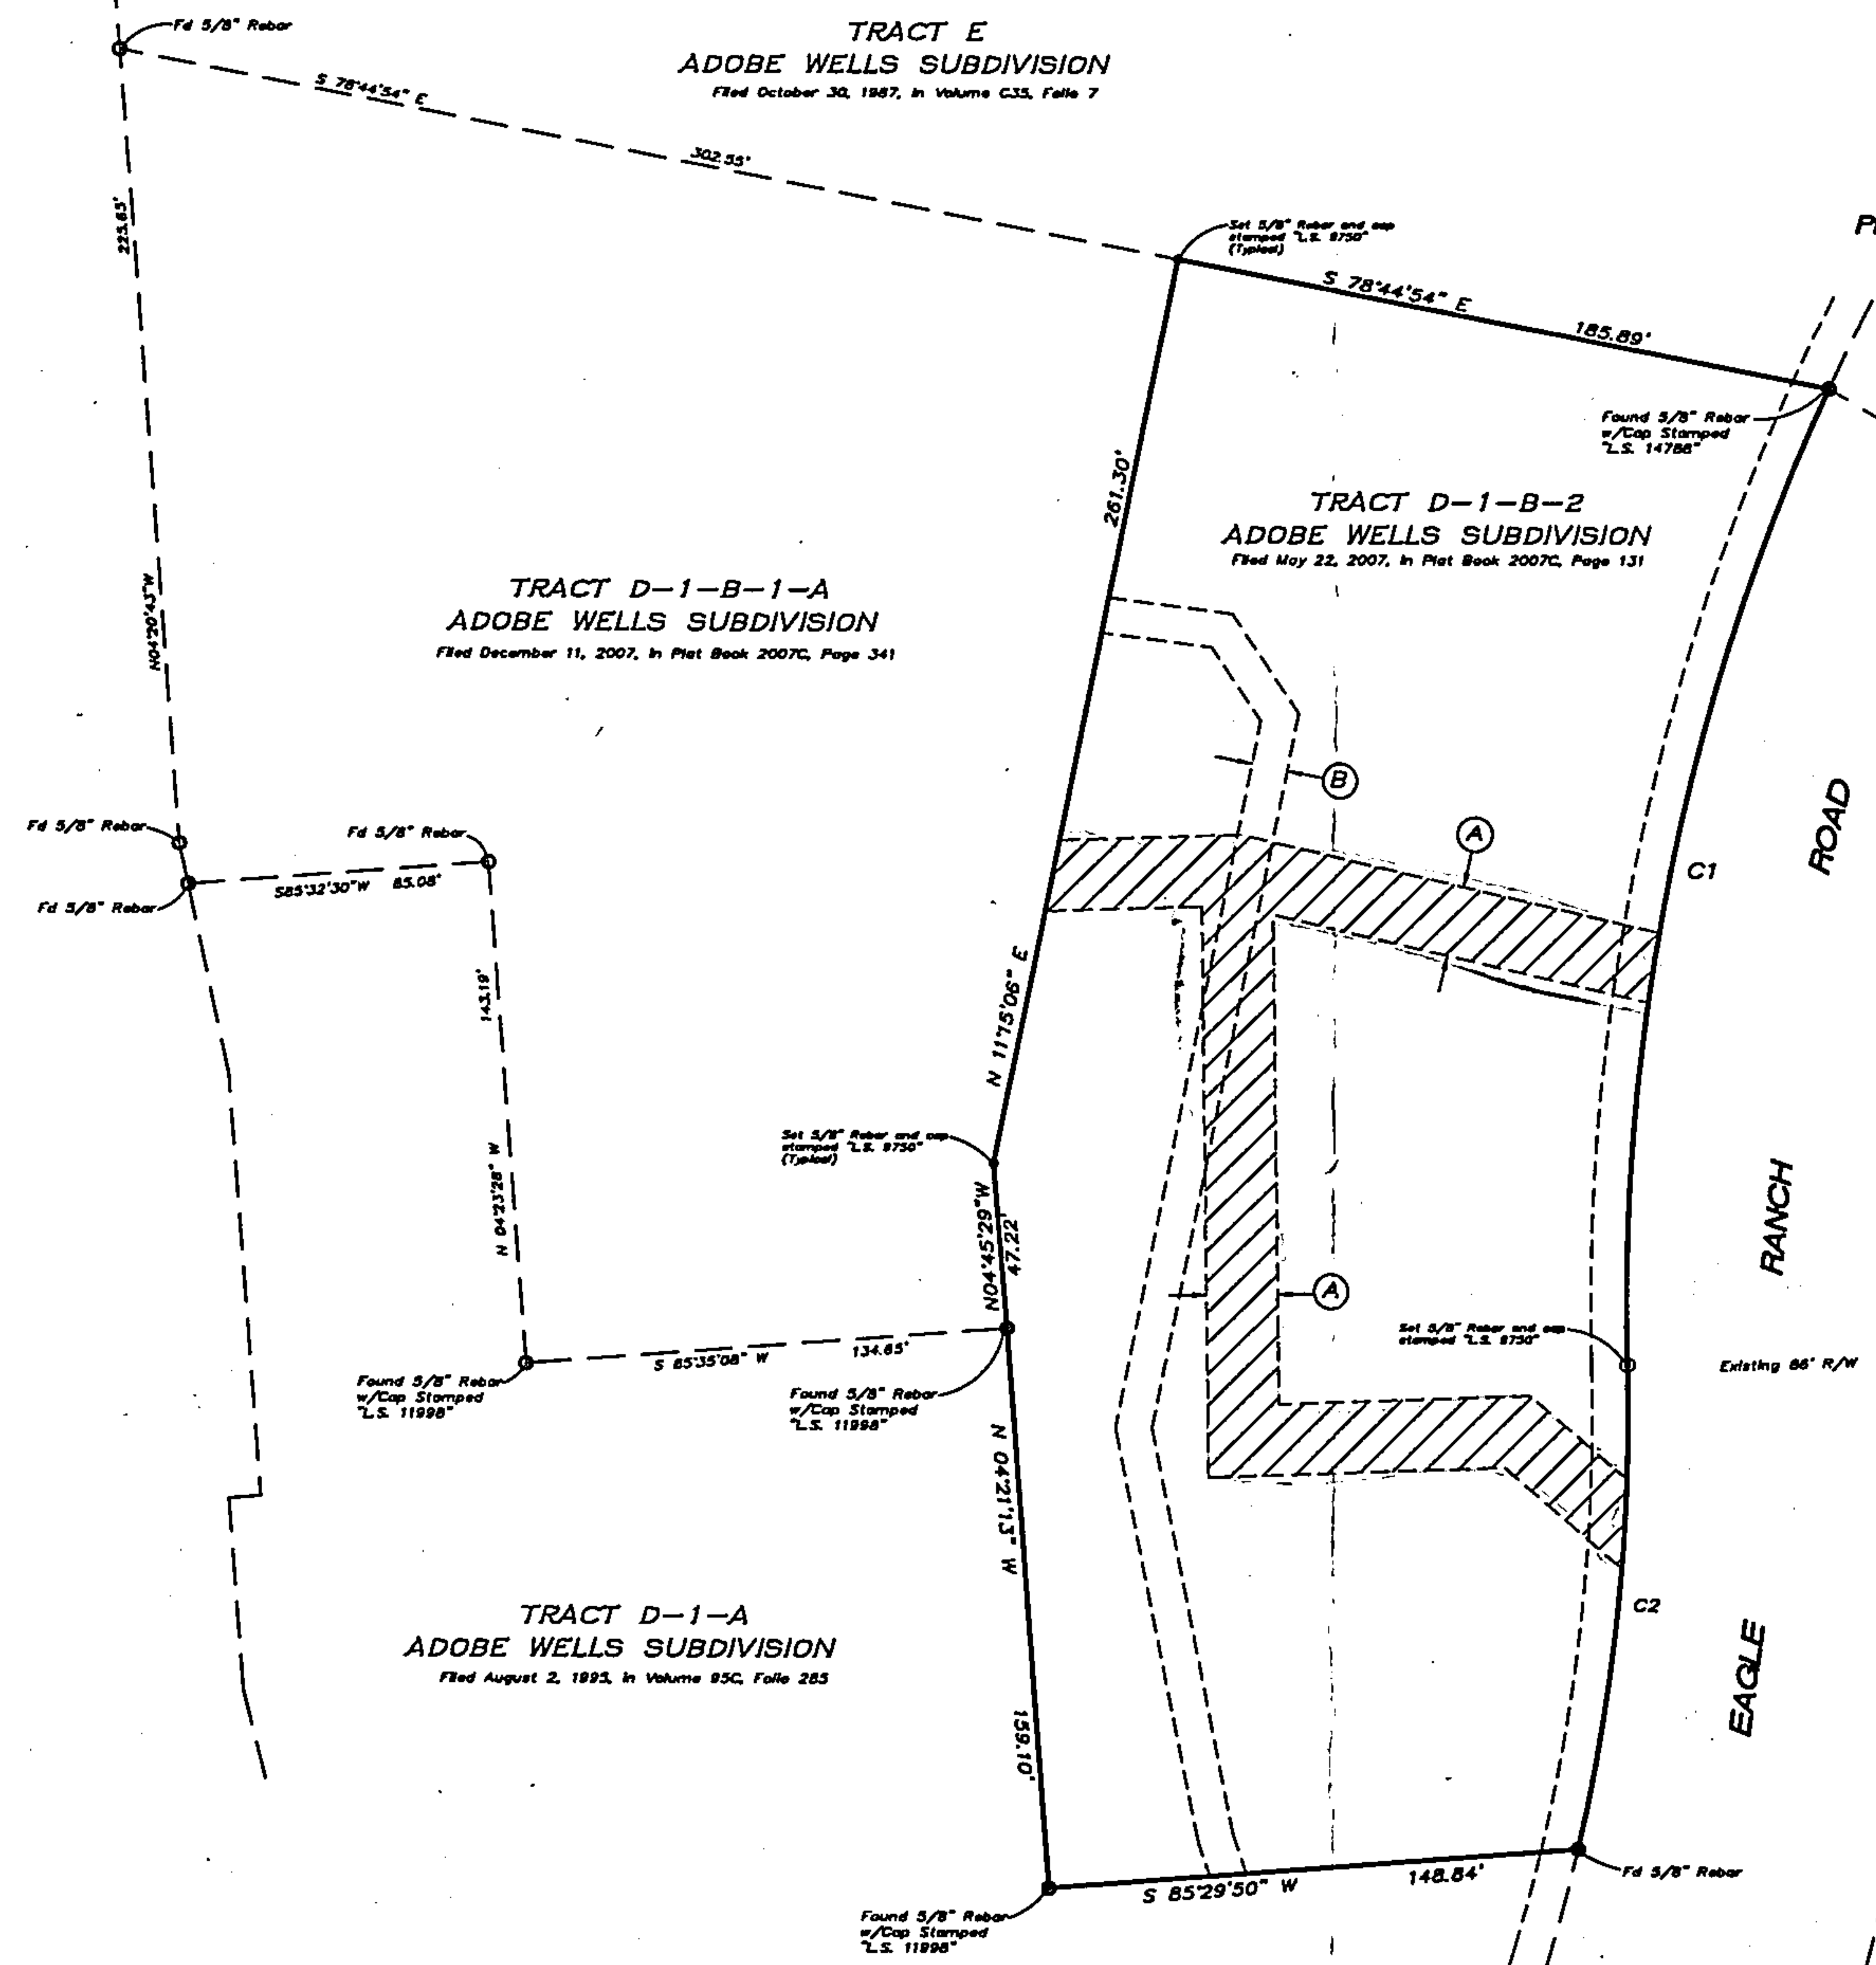 Fd 5/8" Rebar
TRACT E
ADOBE WELLS SUBDIVISION
Filed October 30, 1987, in Volume C35, Folio 7
S 78°44'54" E
302.55'
225.65'
N04°20'43"W
Set 5/8" Rebar and cap
stamped "L.S. 9750"
(Typical)
S 78°44'54" E
185.89'
Found 5/8" Rebar
w/Cap Stamped
"L.S. 14788"
261.30'
N 11°15'06" E
TRACT D-1-B-2
ADOBE WELLS SUBDIVISION
Filed May 22, 2007, in Plat Book 2007C, Page 131
TRACT D-1-B-1-A
ADOBE WELLS SUBDIVISION
Filed December 11, 2007, in Plat Book 2007C, Page 341
B
A
C1
ROAD
Fd 5/8" Rebar
Fd 5/8" Rebar
Fd 5/8" Rebar
S85°32'30"W 85.08'
143.19'
N 04°23'28" W
Set 5/8" Rebar and cap
stamped "L.S. 9750"
(Typical)
N04°45'29"W
47.22'
RANCH
A
Set 5/8" Rebar and cap
stamped "L.S. 9750"
Existing 86' R/W
S 85°35'08" W
134.65'
Found 5/8" Rebar
w/Cap Stamped
"L.S. 11998"
Found 5/8" Rebar
w/Cap Stamped
"L.S. 11998"
N 04°21'13" W
159.10'
C2
EAGLE
TRACT D-1-A
ADOBE WELLS SUBDIVISION
Filed August 2, 1995, in Volume 95C, Folio 285
S 85°29'50" W
148.84'
Fd 5/8" Rebar
Found 5/8" Rebar
w/Cap Stamped
"L.S. 11998"